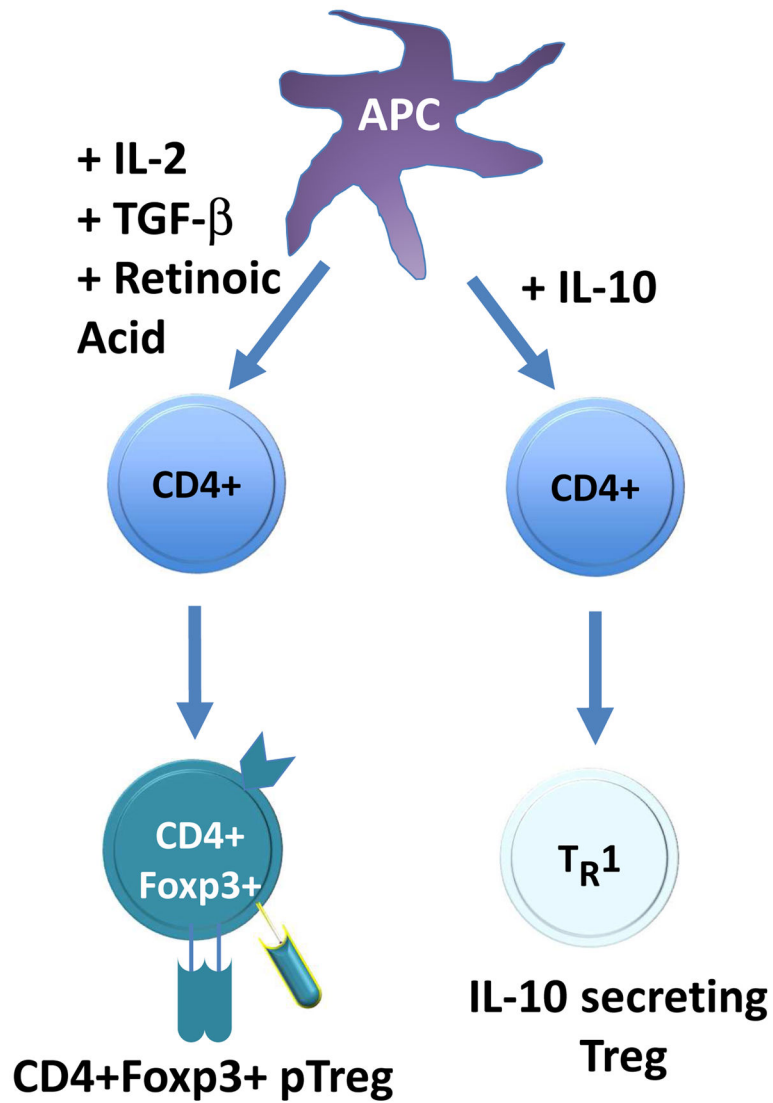 APC
+ IL-2
+ TGF-β
+ Retinoic
Acid
+ IL-10
CD4+
CD4+
CD4+
Foxp3+
TR1
IL-10 secreting
Treg
CD4+Foxp3+ pTreg